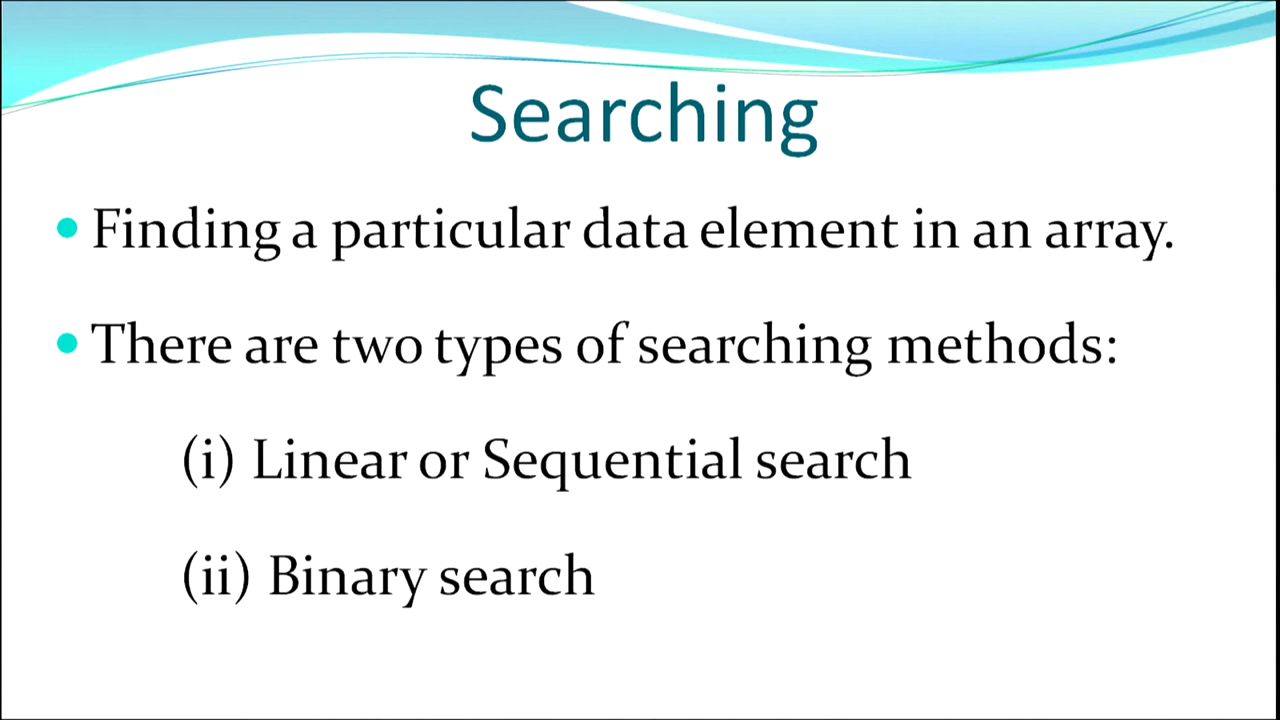 Searching
• Finding a particular data element in an array.
• There are two types of searching methods:
(i) Linear or Sequential search
(ii) Binary search